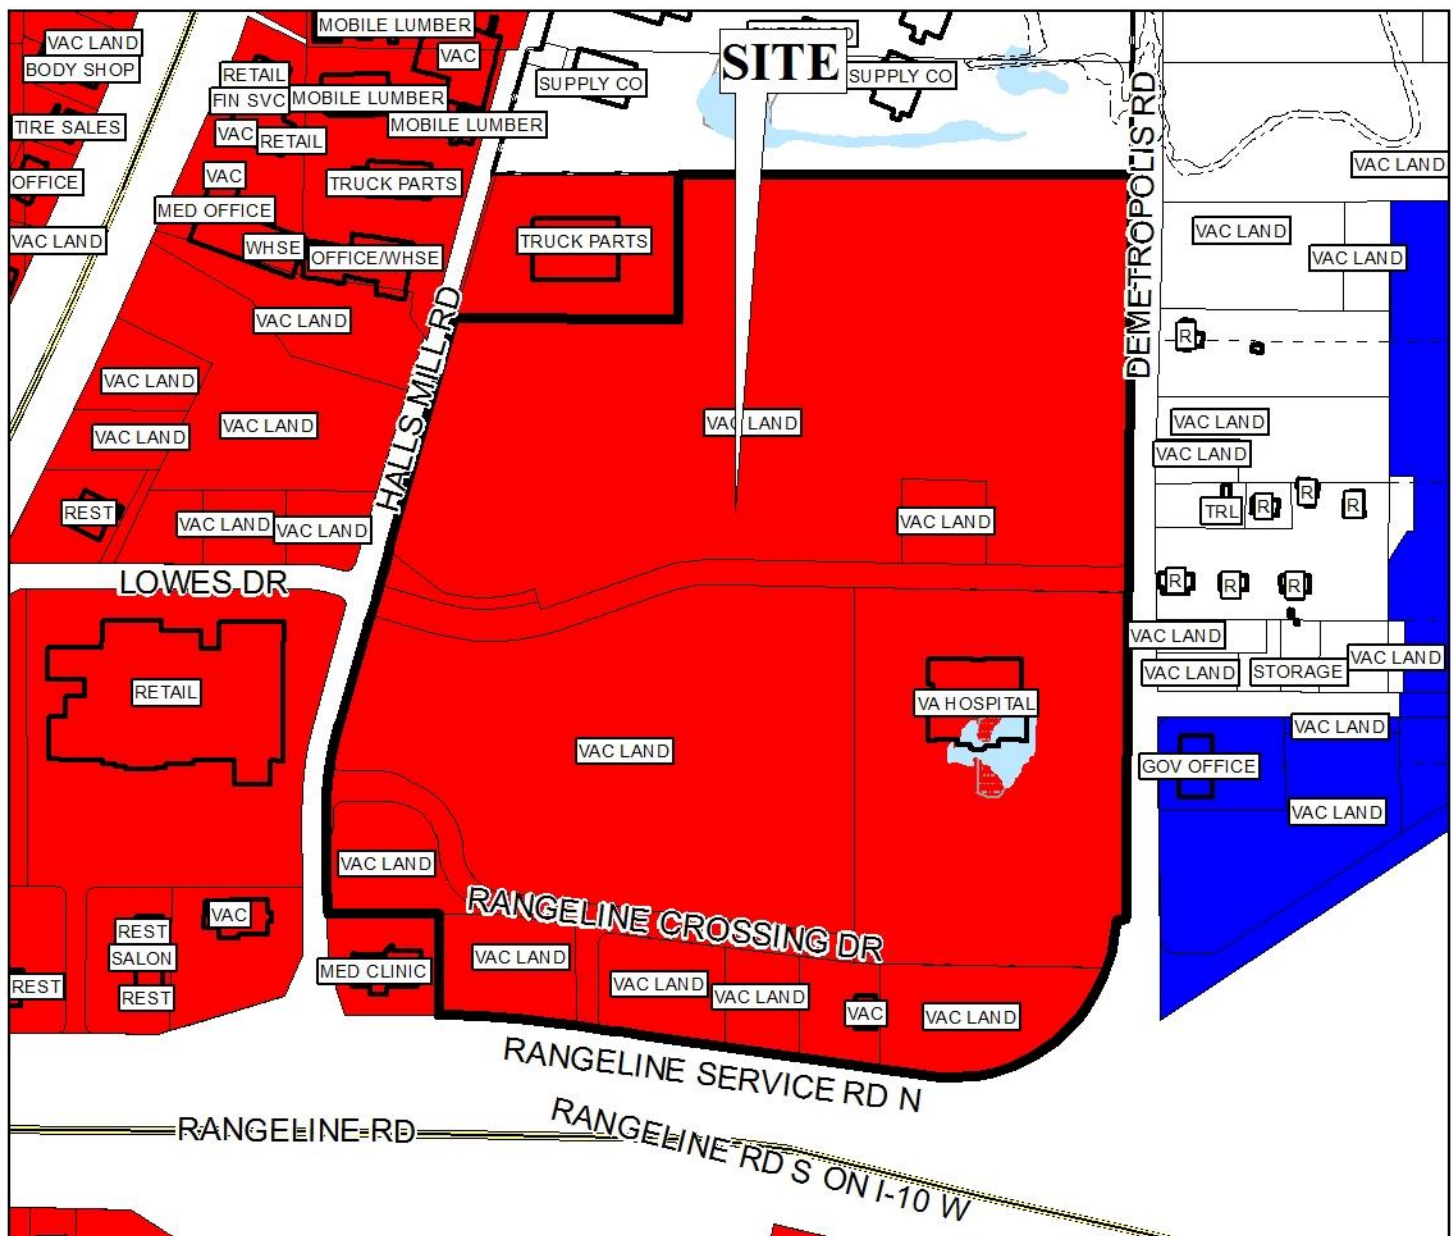 MOBILE LUMBER
VAC LAND
VAC
BODY SHOP
RETAIL
FIN SVC
MOBILE LUMBER
SUPPLY CO
SITE
SUPPLY CO
TIRE SALES
VAC
RETAIL
MOBILE LUMBER
OFFICE
VAC
TRUCK PARTS
MED OFFICE
VAC LAND
VAC LAND
WHSE
OFFICE/WHSE
TRUCK PARTS
DEMETROPOLIS RD
VAC LAND
VAC LAND
VAC LAND
HALLS MILL RD
R
VAC LAND
VAC LAND
VAC LAND
VAC LAND
VAC LAND
VAC LAND
REST
VAC LAND
VAC LAND
VAC LAND
TRL
R
R
R
LOWES DR
R
R
R
VAC LAND
VAC LAND
STORAGE
VAC LAND
RETAIL
VA HOSPITAL
VAC LAND
VAC LAND
GOV OFFICE
VAC LAND
VAC LAND
RANGELINE CROSSING DR
VAC
REST
SALON
REST
REST
MED CLINIC
VAC LAND
VAC LAND
VAC LAND
VAC
VAC LAND
RANGELINE SERVICE RD N
RANGELINE RD
RANGELINE RD S ON I-10 W